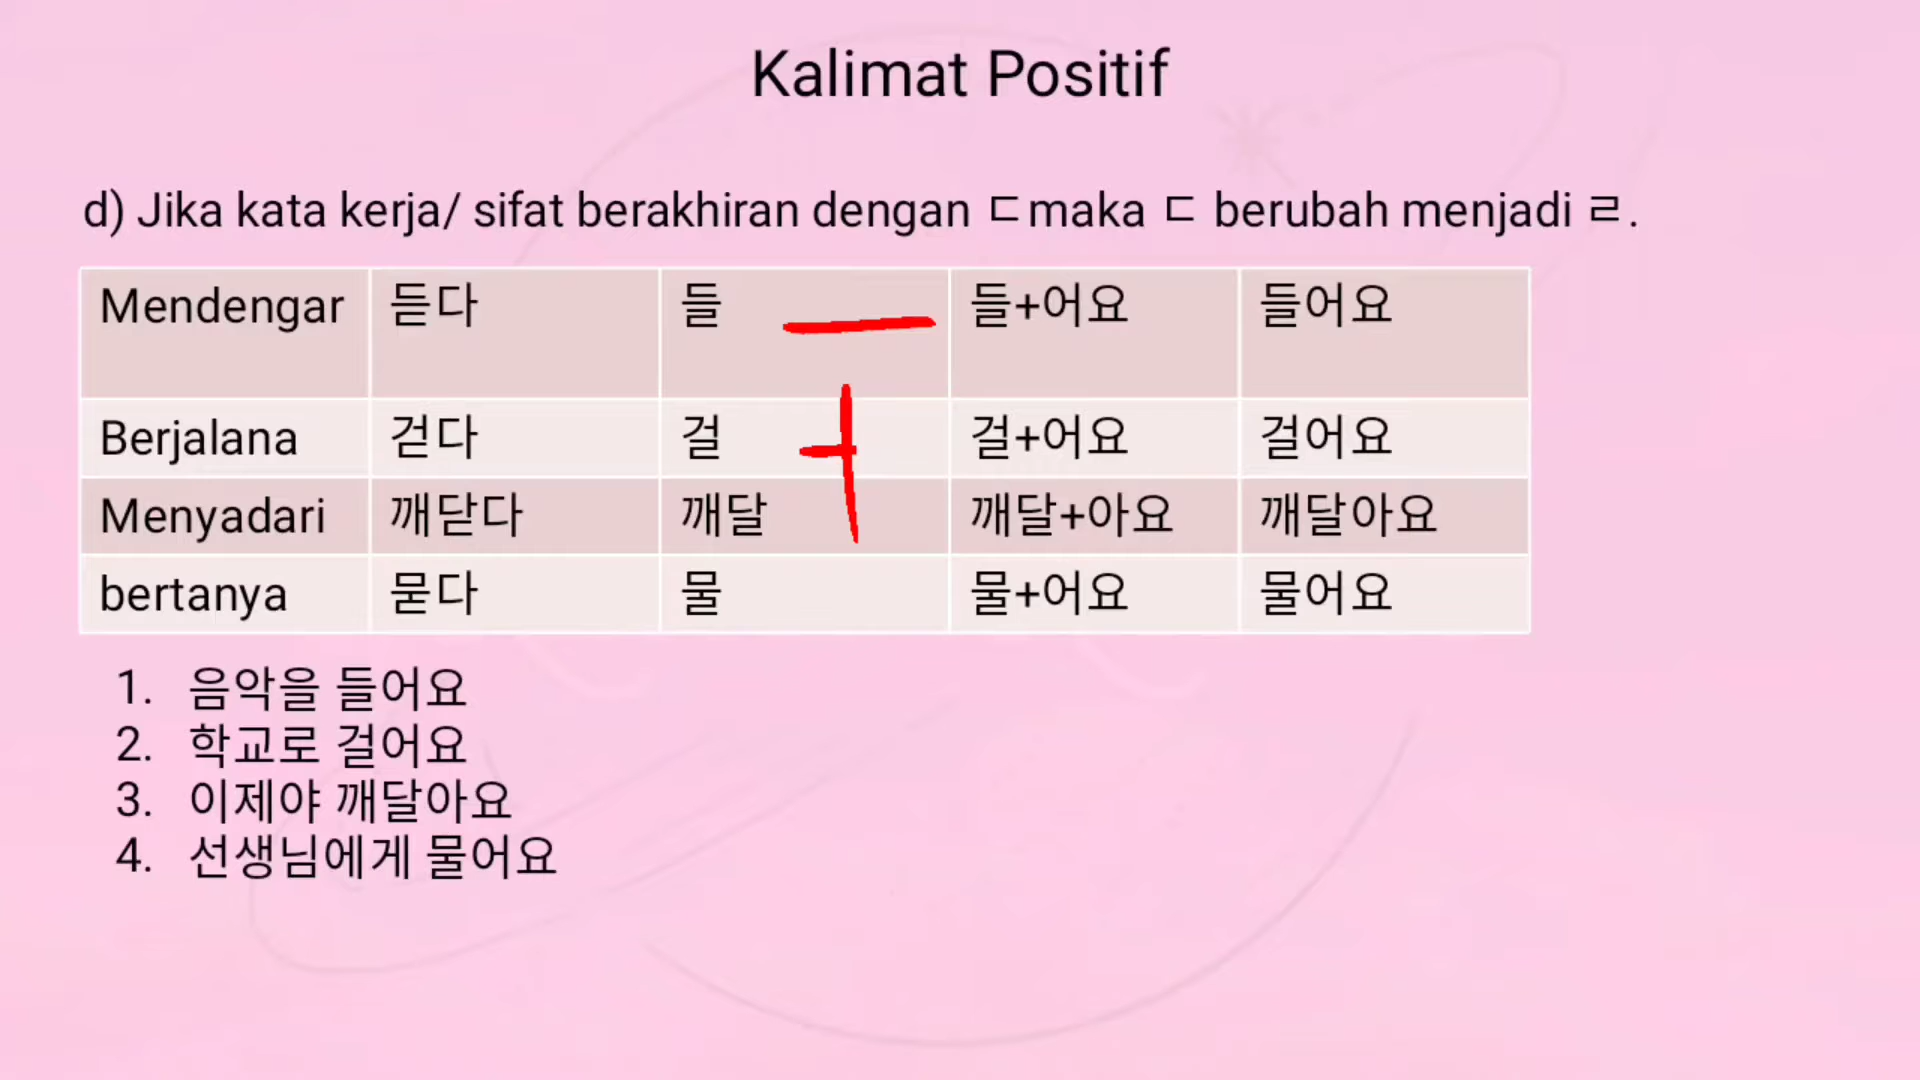 Kalimat Positif
d) Jika kata kerja/ sifat berakhiran dengan ㄷmaka ㄷ berubah menjadi ㄹ.
Mendengar 듣다 들 ㅡ 들+어요 들어요
Berjalana 걷다 걸 ㅓ 걸+어요 걸어요
Menyadari 깨닫다 깨달 깨달+아요 깨달아요
bertanya 묻다 물 물+어요 물어요
1. 음악을 들어요
2. 학교로 걸어요
3. 이제야 깨달아요
4. 선생님에게 물어요